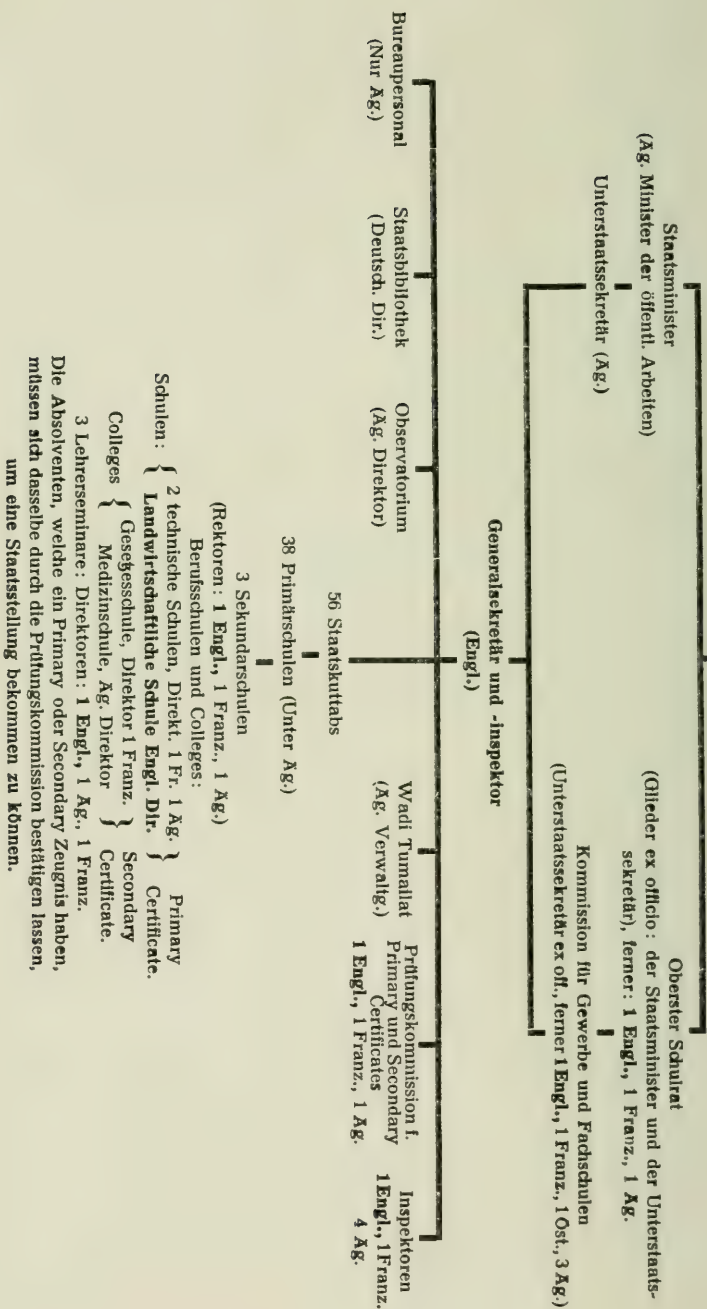 Staatsminister
(Äg. Minister der öffentl. Arbeiten)
Unterstaatssekretär (Äg.)
Oberster Schulrat
(Glieder ex officio: der Staatsminister und der Unterstaats-
sekretär), ferner: 1 Engl., 1 Franz., 1 Äg.
Kommission für Gewerbe und Fachschulen
(Unterstaatssekretär ex off., ferner 1 Engl., 1 Franz., 1 Öst., 3 Äg.)
Generalsekretär und -inspektor
(Engl.)
Bureaupersonal
(Nur Äg.)
Staatsbibliothek
(Deutsch. Dir.)
Observatorium
(Äg. Direktor)
Wadi Tumallat
(Äg. Verwaltg.)
Prüfungskommission f.
Primary und Secondary
Certificates
1 Engl., 1 Franz., 1 Äg.
Inspektoren
1 Engl., 1 Franz.
4 Äg.
56 Staatskuttabs
38 Primärschulen (Unter Äg.)
3 Sekundarschulen
(Rektoren: 1 Engl., 1 Franz., 1 Äg.)
Berufsschulen und Colleges:
Schulen: { 2 technische Schulen, Direkt. 1 Fr. 1 Äg. } Primary
Landwirtschaftliche Schule Engl. Dir. } Certificate.
Colleges { Gesetzesschule, Direktor 1 Franz. } Secondary
Medizinschule, Äg. Direktor } Certificate.
3 Lehrerseminare: Direktoren: 1 Engl., 1 Äg., 1 Franz.
Die Absolventen, welche ein Primary oder Secondary Zeugnis haben,
müssen sich dasselbe durch die Prüfungskommission bestätigen lassen,
um eine Staatsstellung bekommen zu können.